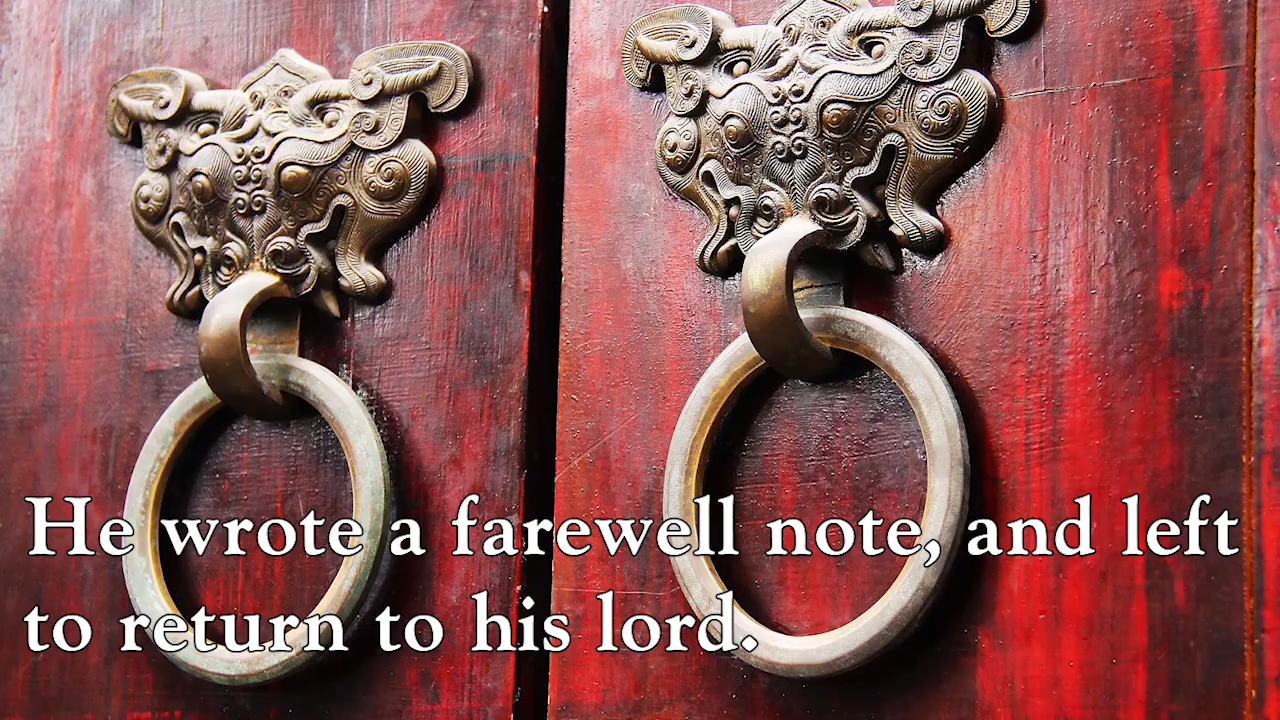 He wrote a farewell note, and left
to return to his lord.